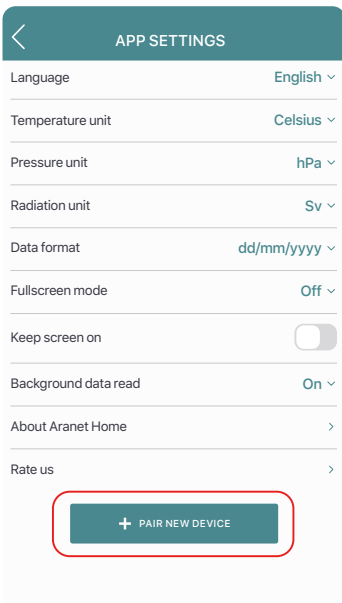 APP SETTINGS
Language English
Temperature unit Celsius
Pressure unit hPa
Radiation unit Sv
Data format dd/mm/yyyy
Fullscreen mode Off
Keep screen on
Background data read On
About Aranet Home
Rate us
+ PAIR NEW DEVICE